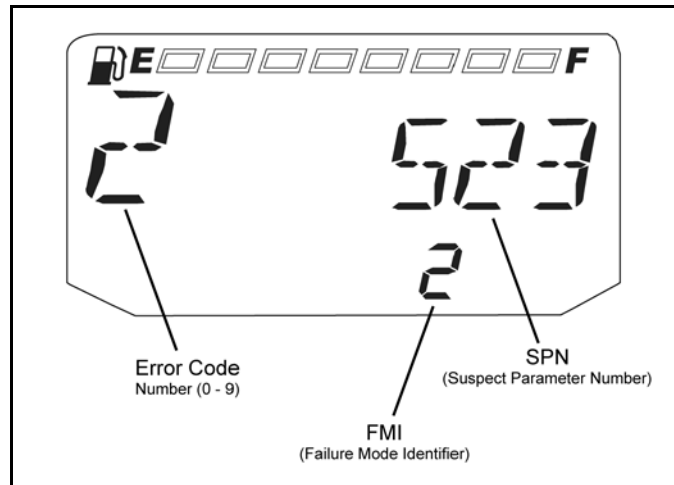 E F
2 523
2
Error Code
Number (0 - 9)
SPN
(Suspect Parameter Number)
FMI
(Failure Mode Identifier)